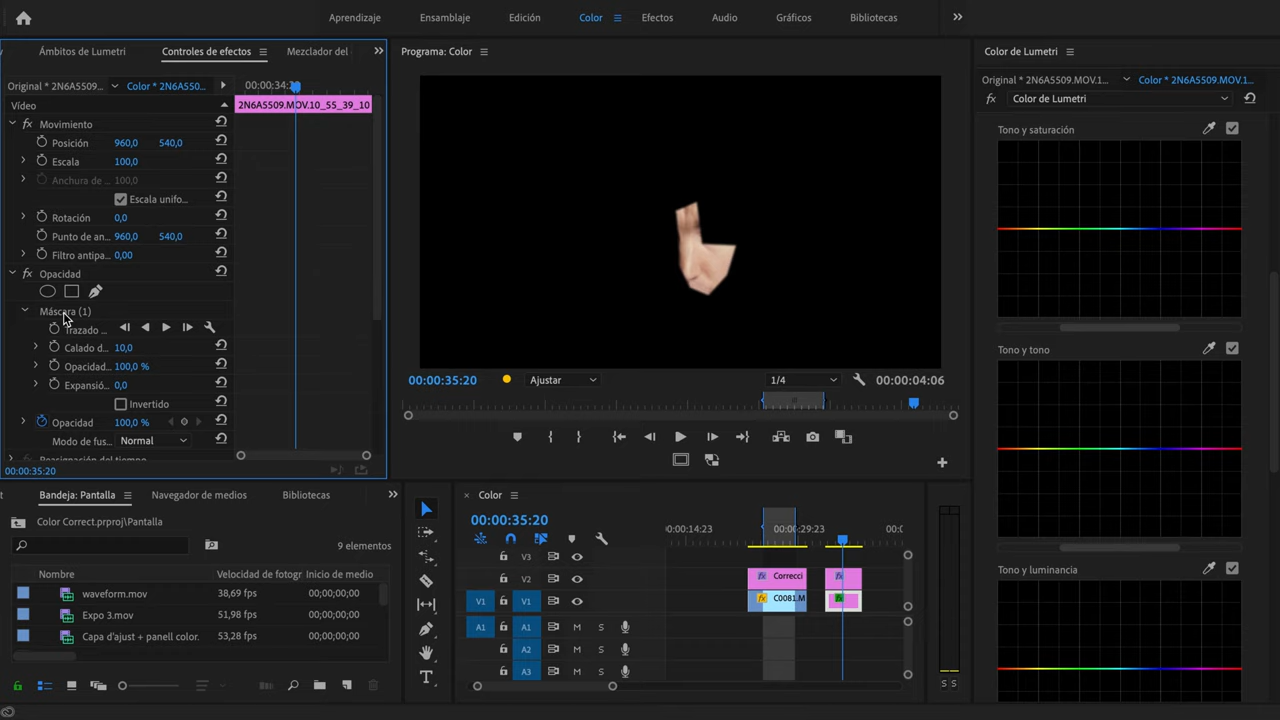 Aprendizaje Ensamblaje Edición Color Efectos Audio Gráficos Bibliotecas
Ámbitos de Lumetri Controles de efectos Mezclador del
Original * 2N6A5509... Color * 2N6A550...
00:00:34:2
Vídeo
2N6A5509.MOV.10_55_39_10
Movimiento
Posición 960,0 540,0
Escala 100,0
Anchura de ... 100,0
Escala unifo...
Rotación 0,0
Punto de an... 960,0 540,0
Filtro antipa... 0,00
Opacidad
Máscara (1)
Trazado ...
Calado d... 10,0
Opacidad 100,0 %
Expansió... 0,0
Invertido
Opacidad 100,0 %
Modo de fus... Normal
00:00:35:20
Programa: Color
00:00:35:20 Ajustar 1/4 00:00:04:06
Color de Lumetri
Original * 2N6A5509.MOV.1... Color * 2N6A5509.MOV.1...
fx Color de Lumetri
Tono y saturación
Tono y tono
Tono y luminancia
Bandeja: Pantalla Navegador de medios Bibliotecas
Color Correct.prproj\Pantalla
9 elementos
Nombre Velocidad de fotogr Inicio de medio
waveform.mov 38,69 fps 00;00;00;00
Expo 3.mov 51,98 fps 00;00;00;00
Capa d'ajust + panell color. 53,28 fps 00;00;00;00
× Color
00:00:35:20
:00:14:23 00:00:29:23 00:0
V3
V2 Correcci
V1 V1 C0081.M
A1 A1 M S
A2 M S
A3 M S
S S